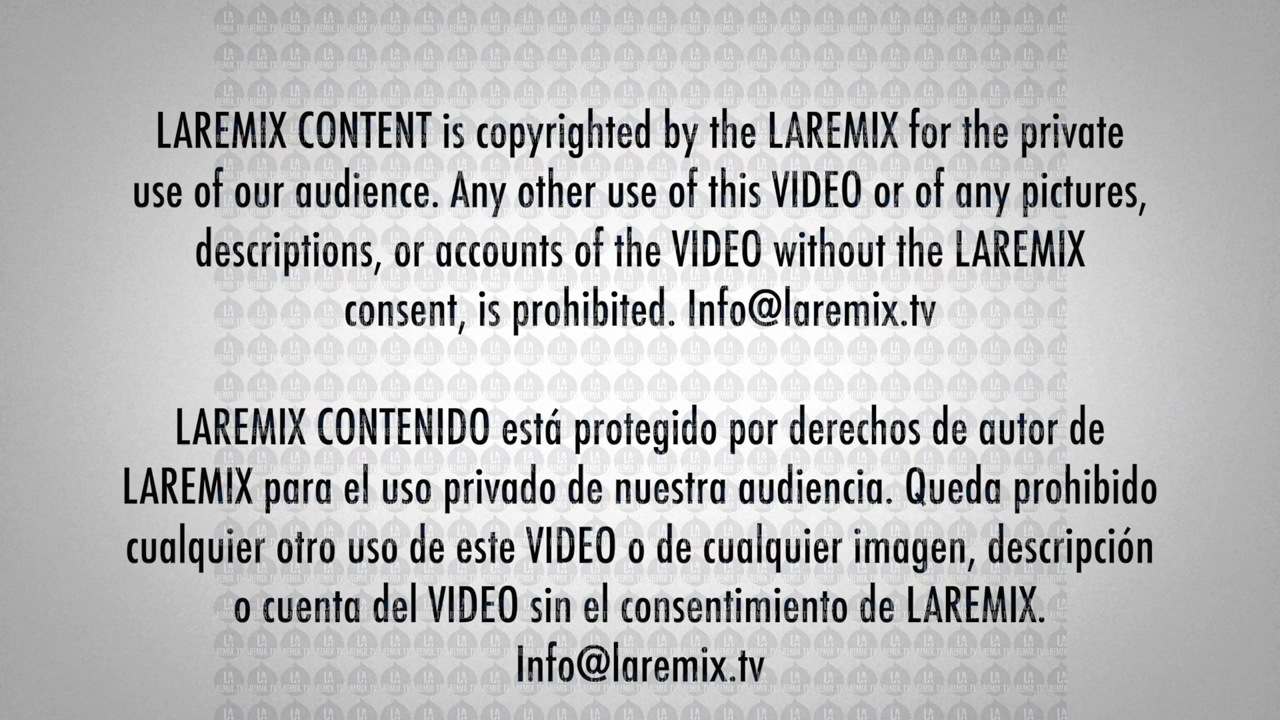 LAREMIX CONTENT is copyrighted by the LAREMIX for the private
use of our audience. Any other use of this VIDEO or of any pictures,
descriptions, or accounts of the VIDEO without the LAREMIX
consent, is prohibited. Info@laremix.tv
LAREMIX CONTENIDO está protegido por derechos de autor de
LAREMIX para el uso privado de nuestra audiencia. Queda prohibido
cualquier otro uso de este VIDEO o de cualquier imagen, descripción
o cuenta del VIDEO sin el consentimiento de LAREMIX.
Info@laremix.tv